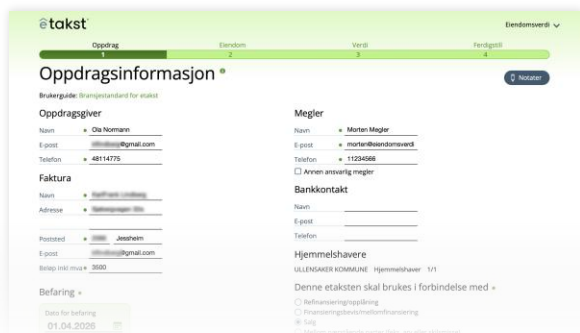 êtakst
Eiendomsverdi
Oppdrag
Eiendom
Verdi
Ferdigstill
1
2
3
4
Oppdragsinformasjon
Notater
Brukerguide: Bransjestandard for etakst
Oppdragsgiver
Navn Ola Normann
E-post @gmail.com
Telefon 48114775
Faktura
Navn
Adresse
Poststed Jessheim
E-post @gmail.com
Beløp inkl mva 3500
Befaring
Dato for befaring
01.04.2026
Megler
Navn Morten Megler
E-post morten@eiendomsverdi
Telefon 11234566
Annen ansvarlig megler
Bankkontakt
Navn
E-post
Telefon
Hjemmelshavere
ULLENSAKER KOMMUNE Hjemmelshaver 1/1
Denne etaksten skal brukes i forbindelse med
Refinansiering/opplåning
Finansieringsbevis/mellomfinansiering
Salg